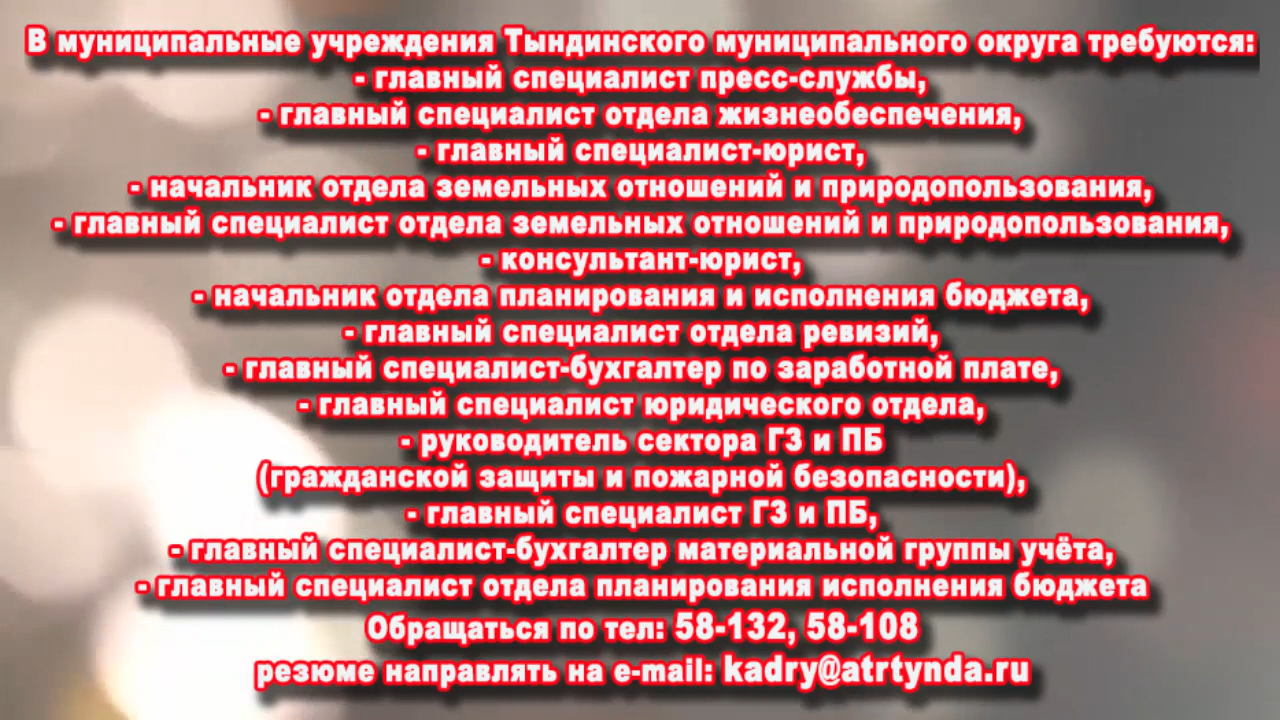 В муниципальные учреждения Тындинского муниципального округа требуются:
- главный специалист пресс-службы,
- главный специалист отдела жизнеобеспечения,
- главный специалист-юрист,
- начальник отдела земельных отношений и природопользования,
- главный специалист отдела земельных отношений и природопользования,
- консультант-юрист,
- начальник отдела планирования и исполнения бюджета,
- главный специалист отдела ревизий,
- главный специалист-бухгалтер по заработной плате,
- главный специалист юридического отдела,
- руководитель сектора ГЗ и ПБ
(гражданской защиты и пожарной безопасности),
- главный специалист ГЗ и ПБ,
- главный специалист-бухгалтер материальной группы учёта,
- главный специалист отдела планирования исполнения бюджета
Обращаться по тел: 58-132, 58-108
резюме направлять на e-mail: kadry@atrtynda.ru